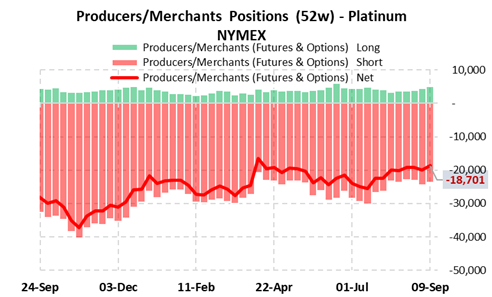 Producers/Merchants Positions (52w) - Platinum
NYMEX
Producers/Merchants (Futures & Options) Long
Producers/Merchants (Futures & Options) Short
Producers/Merchants (Futures & Options) Net
10,000
-
-10,000
-20,000
-18,701
-30,000
-40,000
-50,000
24-Sep 03-Dec 11-Feb 22-Apr 01-Jul 09-Sep